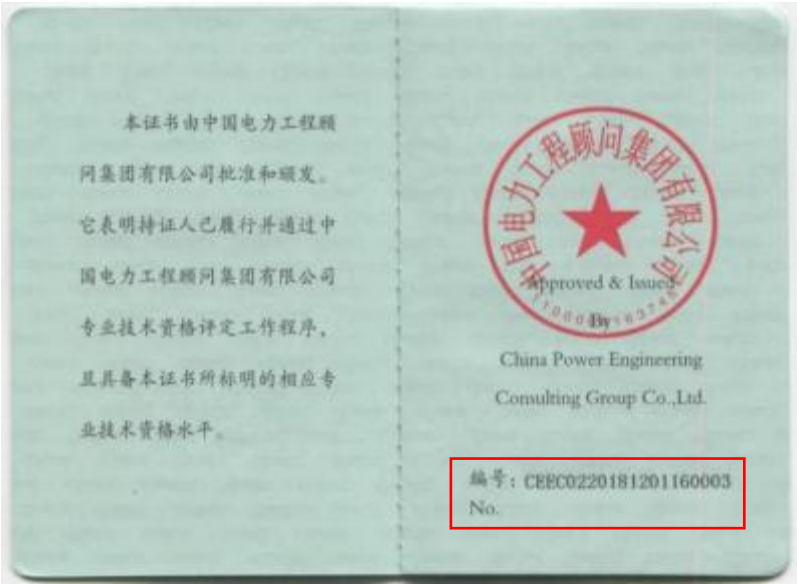 本证书由中国电力工程顾
问集团有限公司批准和颁发。
它表明持证人已履行并通过中
国电力工程顾问集团有限公司
专业技术资格评定工作程序,
且具备本证书所标明的相应专
业技术资格水平。
中国电力工程顾问集团有限公司
Approved & Issued
By
China Power Engineering
Consulting Group Co.,Ltd.
编号: CEEC0220181201160003
No.